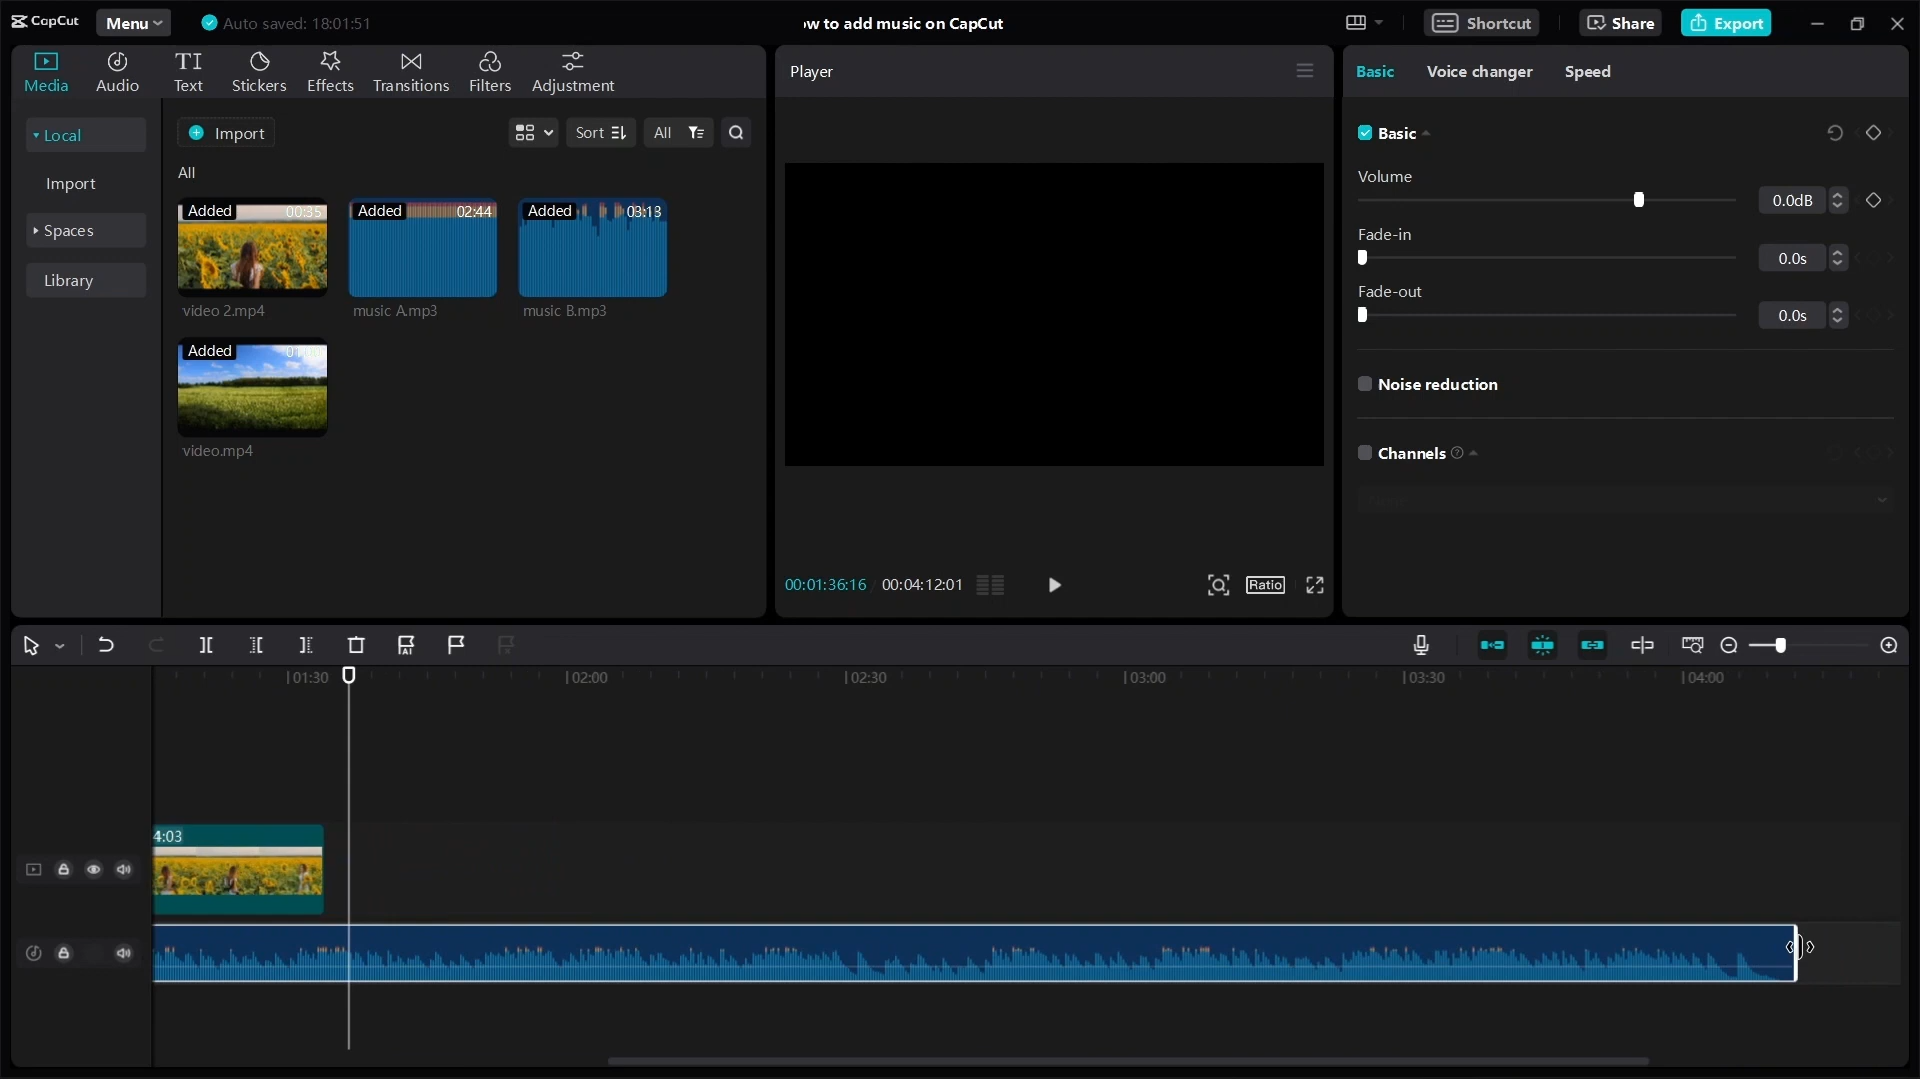 CapCut
Menu
Auto saved: 18:01:51
ow to add music on CapCut
Shortcut
Share
Export
Media
Audio
Text
Stickers
Effects
Transitions
Filters
Adjustment
Local
Import
Spaces
Library
Import
Sort
All
All
Added
00:35
video 2.mp4
Added
02:44
music A.mp3
Added
03:13
music B.mp3
Added
video.mp4
Player
00:01:36:16
00:04:12:01
Ratio
Basic
Voice changer
Speed
Basic
Volume
0.0dB
Fade-in
0.0s
Fade-out
0.0s
Noise reduction
Channels
AI
01:30
02:00
02:30
03:00
03:30
04:00
4:03